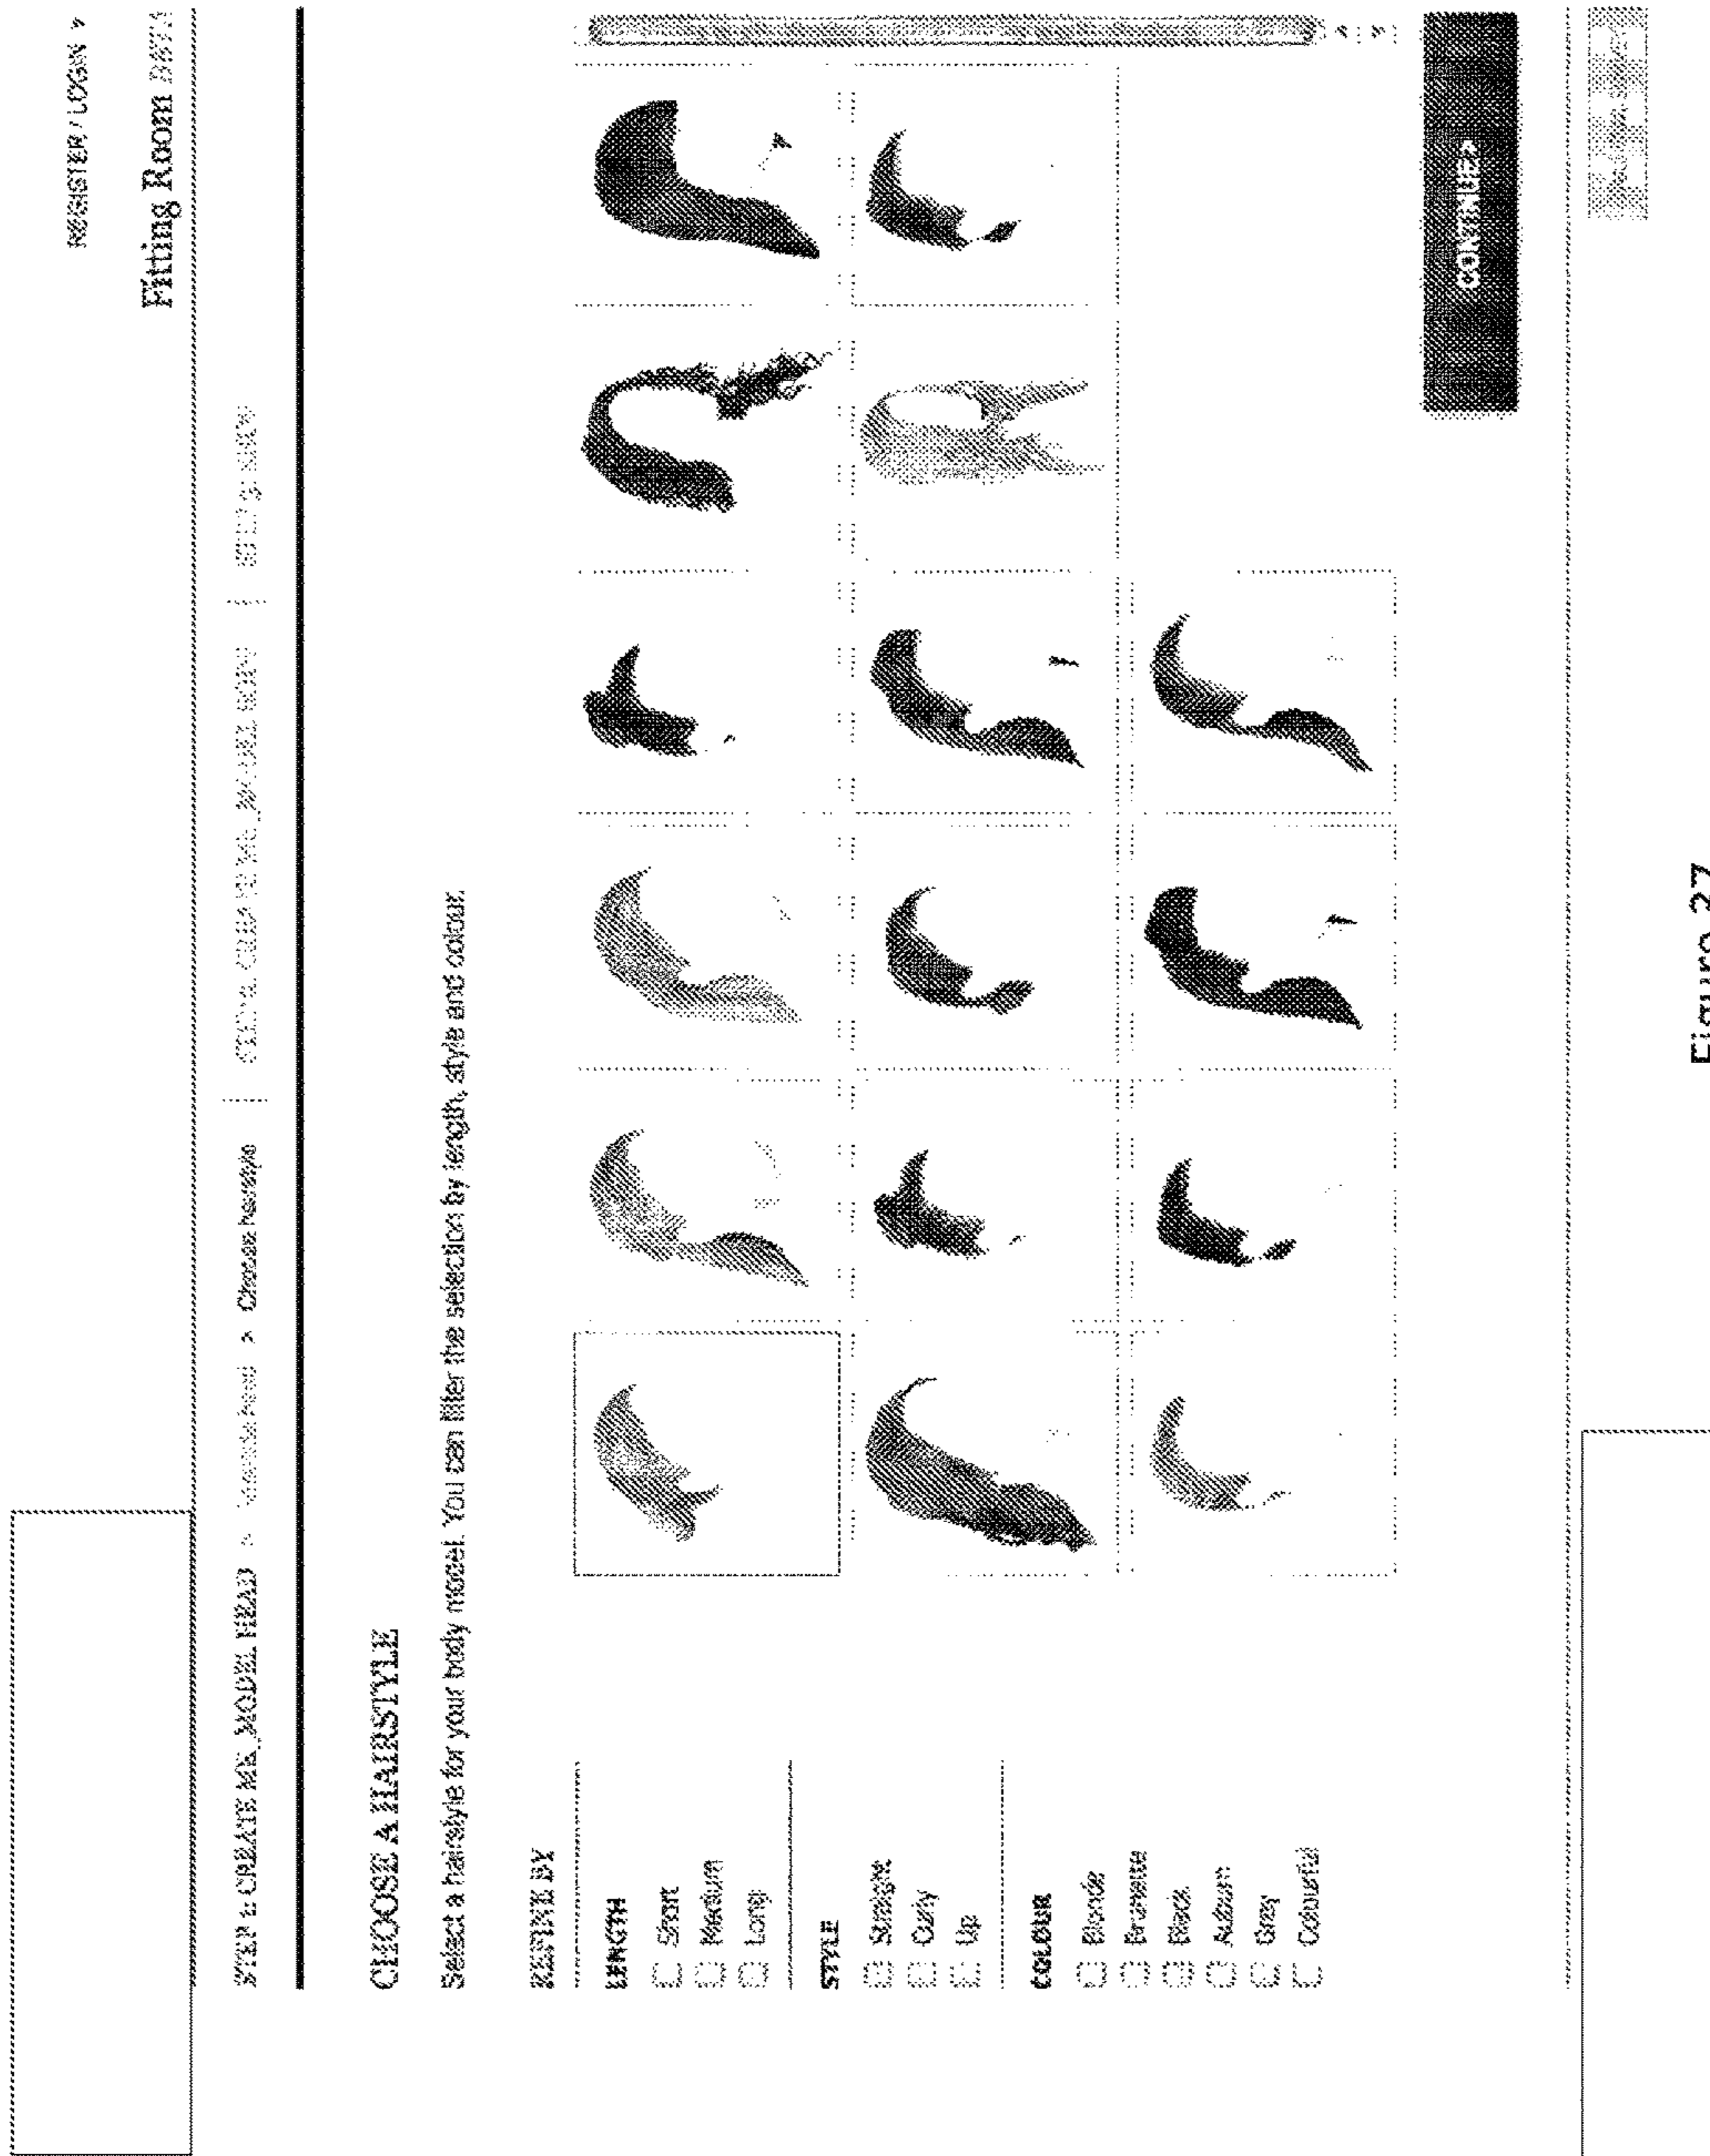 REGISTER / LOGIN
Fitting Room BETA
STEP 1: CREATE MY MODEL HEAD
Choose hairstyle
CHOOSE A HAIRSTYLE
Select a hairstyle for your body model. You can filter the selection by length, style and colour.
REFINE BY
LENGTH
Short
Medium
Long
STYLE
Straight
Curly
Up
COLOUR
Blonde
Brunette
Black
Auburn
Grey
Colourful
CONTINUE >
Figure 27